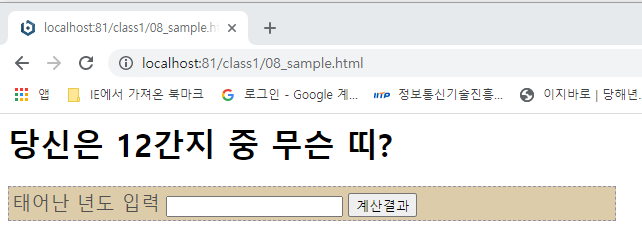 localhost:81/class1/08_sample.h
localhost:81/class1/08_sample.html
앱 IE에서 가져온 북마크 로그인 - Google 계... IITP 정보통신기술진흥... 이지바로 | 당해년.
당신은 12간지 중 무슨 띠?
태어난 년도 입력 계산결과